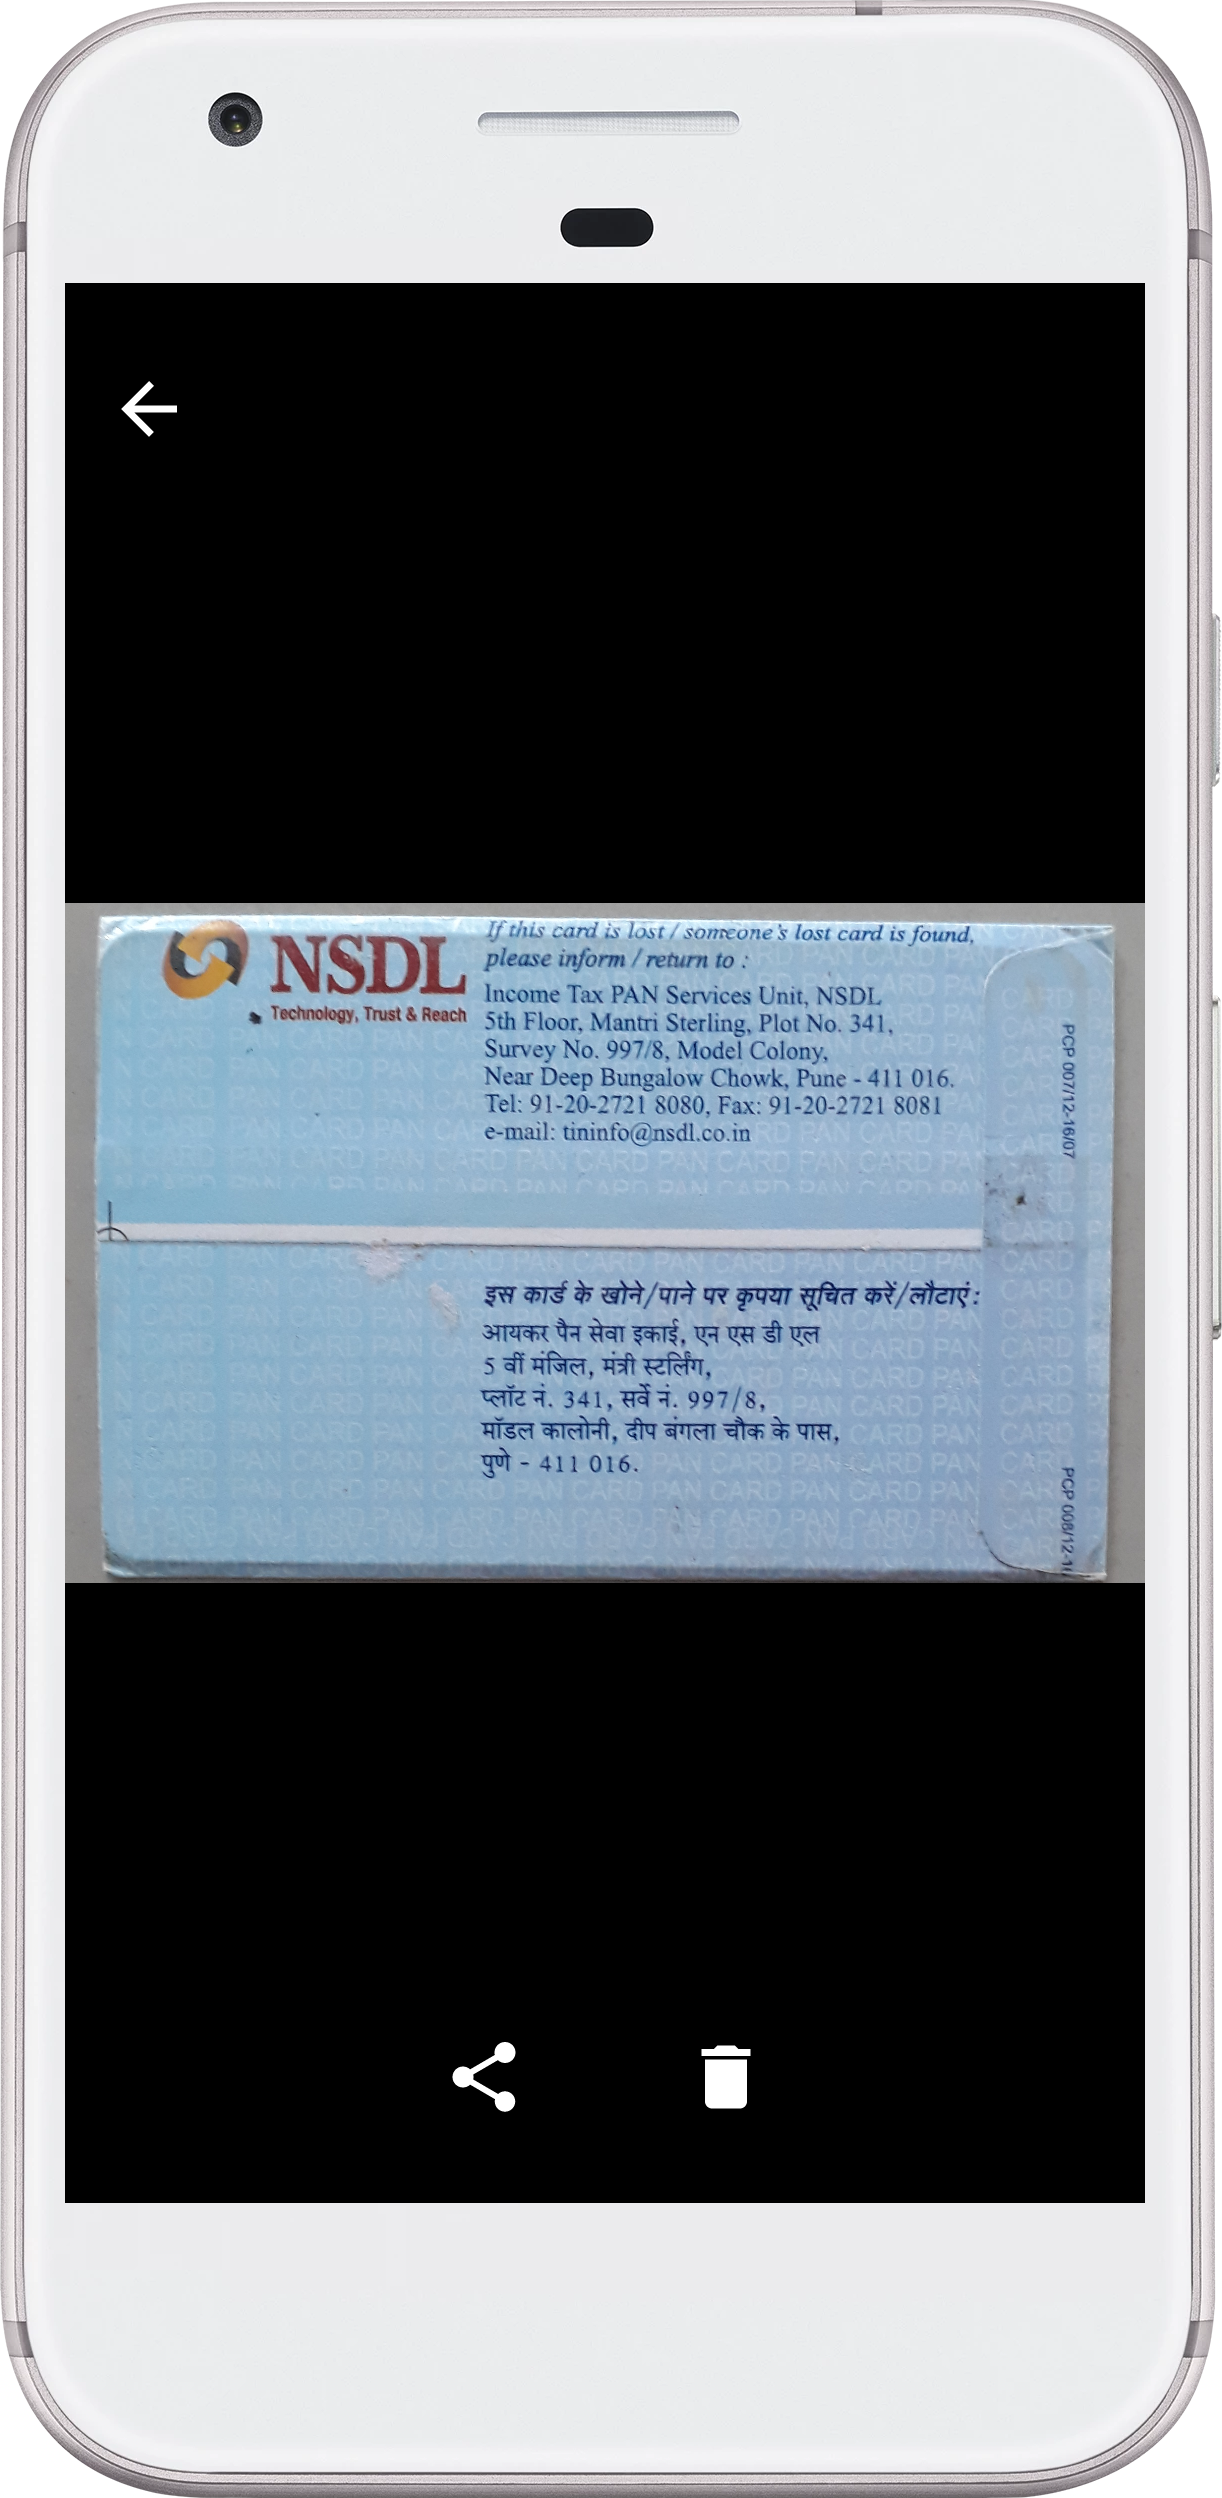 NSDL
Technology, Trust & Reach
If this card is lost / someone's lost card is found,
please inform / return to :
Income Tax PAN Services Unit, NSDL
5th Floor, Mantri Sterling, Plot No. 341,
Survey No. 997/8, Model Colony,
Near Deep Bungalow Chowk, Pune - 411 016.
Tel: 91-20-2721 8080, Fax: 91-20-2721 8081
e-mail: tininfo@nsdl.co.in
PCP 007/12-16/07
इस कार्ड के खोने/पाने पर कृपया सूचित करें/लौटाएं :
आयकर पैन सेवा इकाई, एन एस डी एल
5 वीं मंजिल, मंत्री स्टर्लिंग,
प्लॉट नं. 341, सर्वे नं. 997/8,
मॉडल कालोनी, दीप बंगला चौक के पास,
पुणे - 411 016.
PCP 008/12-1